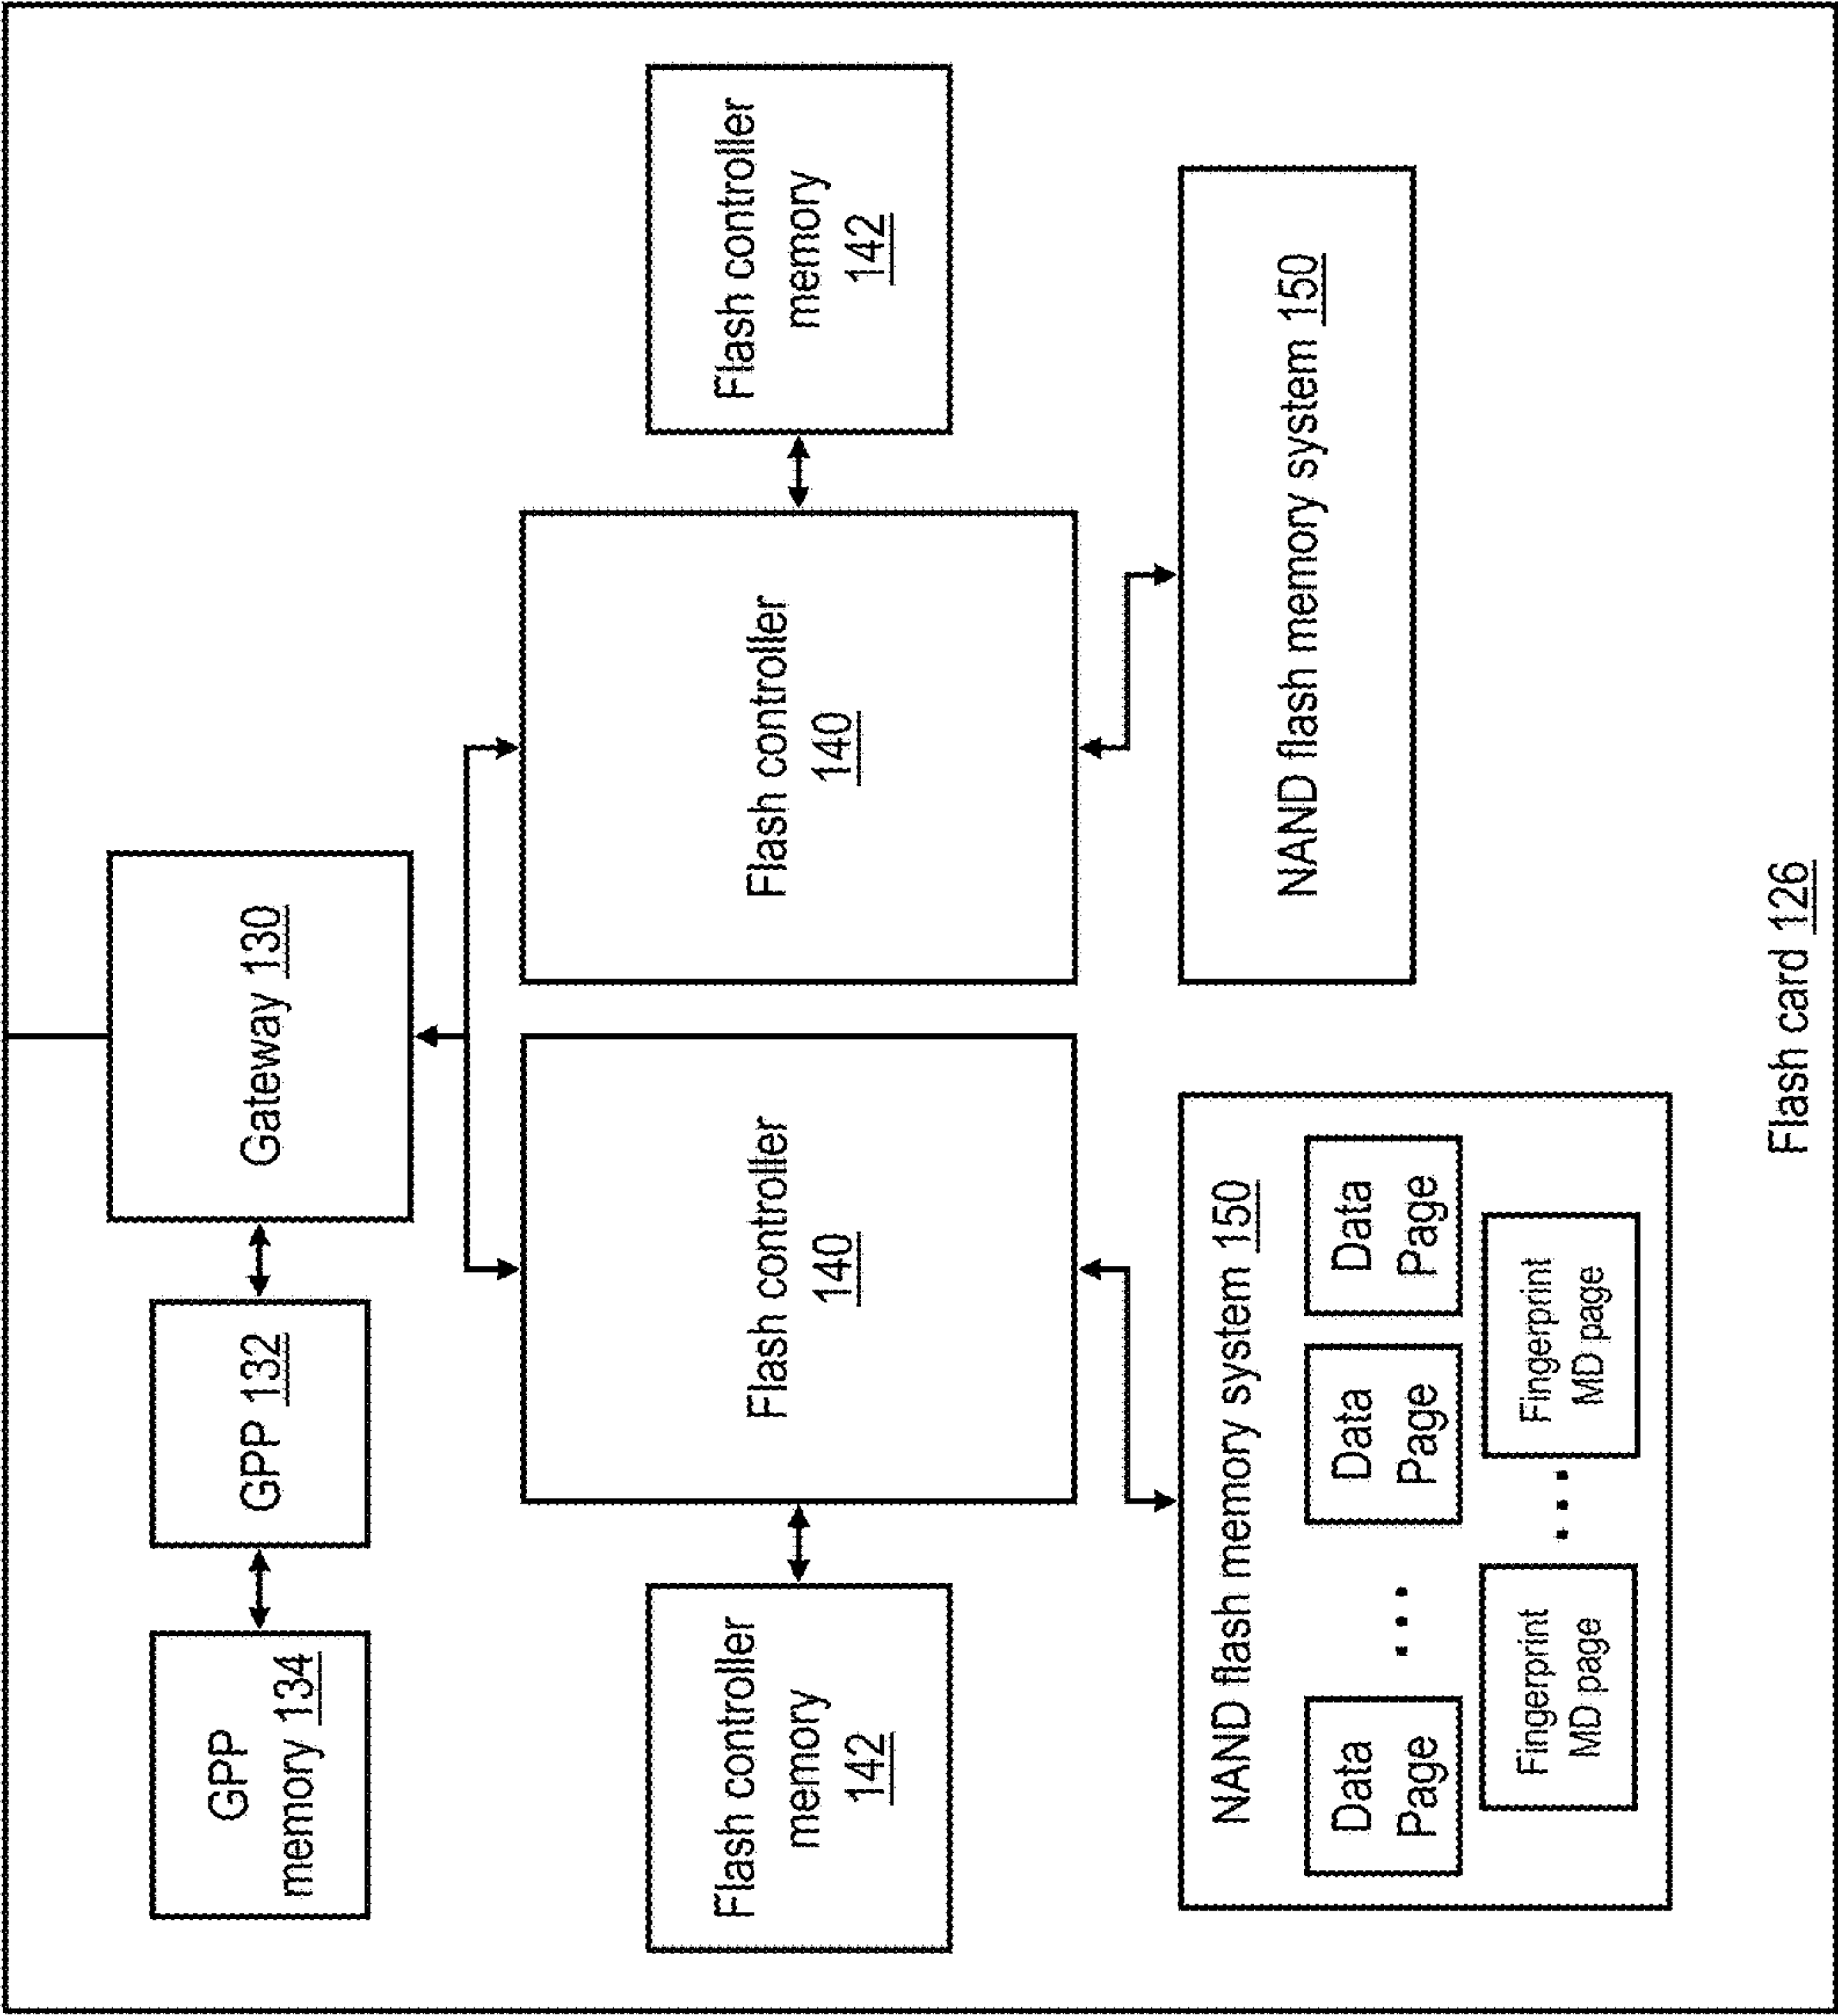 GPP
memory 134
GPP 132
Gateway 130
Flash controller
memory
142
Flash controller
140
Flash controller
140
Flash controller
memory
142
NAND flash memory system 150
Data
Page
...
Data
Page
Data
Page
Fingerprint
MD page
...
Fingerprint
MD page
NAND flash memory system 150
Flash card 126